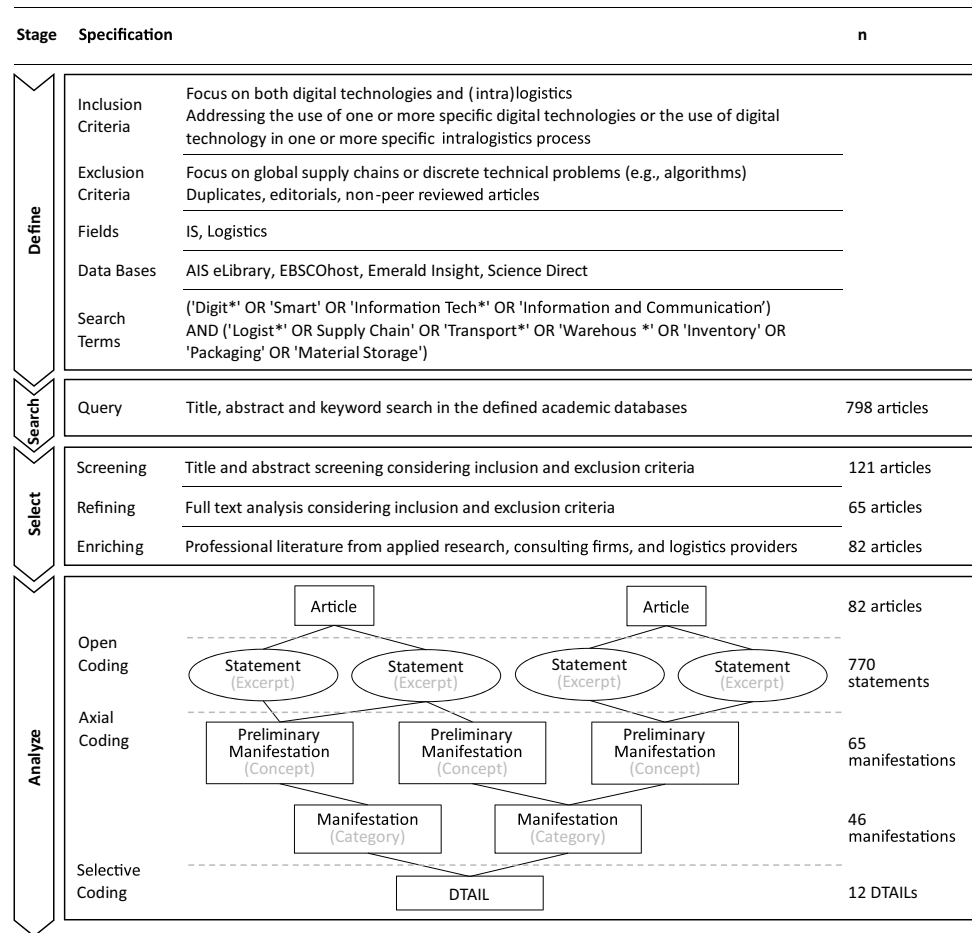 Stage Specification n
Define
Inclusion
Criteria
Focus on both digital technologies and (intra)logistics
Addressing the use of one or more specific digital technologies or the use of digital
technology in one or more specific intralogistics process
Exclusion
Criteria
Focus on global supply chains or discrete technical problems (e.g., algorithms)
Duplicates, editorials, non-peer reviewed articles
Fields IS, Logistics
Data Bases AIS eLibrary, EBSCOhost, Emerald Insight, Science Direct
Search
Terms
('Digit*' OR 'Smart' OR 'Information Tech*' OR 'Information and Communication’)
AND ('Logist*' OR Supply Chain' OR 'Transport*' OR 'Warehous *' OR 'Inventory' OR
'Packaging' OR 'Material Storage')
Search
Query Title, abstract and keyword search in the defined academic databases 798 articles
Select
Screening Title and abstract screening considering inclusion and exclusion criteria 121 articles
Refining Full text analysis considering inclusion and exclusion criteria 65 articles
Enriching Professional literature from applied research, consulting firms, and logistics providers 82 articles
Analyze
Article Article 82 articles
Open
Coding
Statement Statement Statement Statement
(Excerpt) (Excerpt) (Excerpt) (Excerpt)
770
statements
Axial
Coding
Preliminary Preliminary Preliminary
Manifestation Manifestation Manifestation
(Concept) (Concept) (Concept)
65
manifestations
Manifestation Manifestation
(Category) (Category)
46
manifestations
Selective
Coding
DTAIL 12 DTAILs